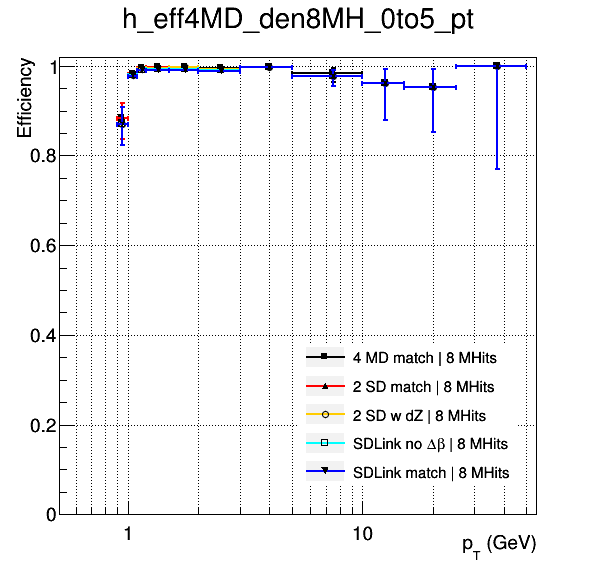 h_eff4MD_den8MH_0to5_pt
Efficiency
1
0.8
0.6
0.4
0.2
0
4 MD match | 8 MHits
2 SD match | 8 MHits
2 SD w dZ | 8 MHits
SDLink no Δβ | 8 MHits
SDLink match | 8 MHits
1 10
p_T (GeV)